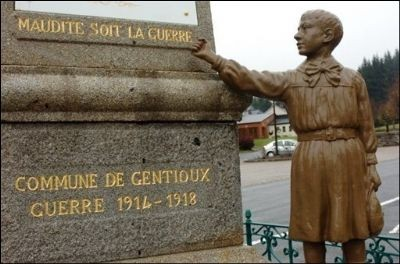 MAUDITE SOIT LA GUERRE
COMMUNE DE GENTIOUX
GUERRE 1914-1918